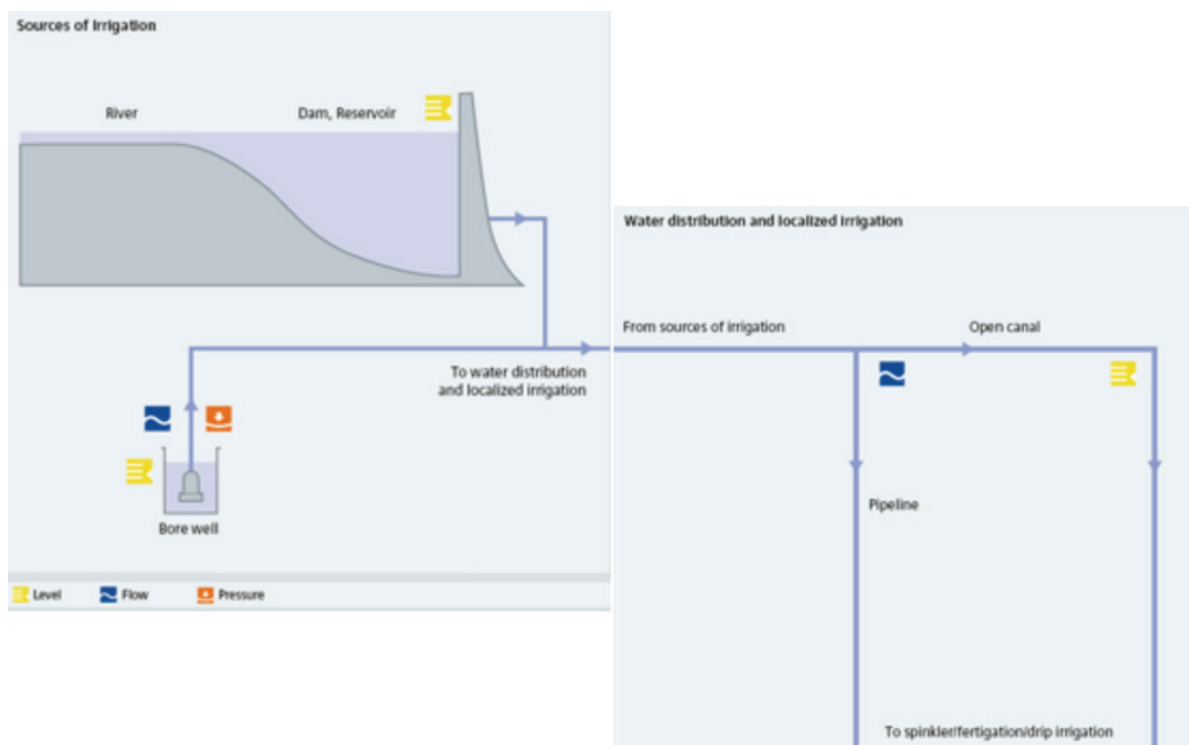 Sources of Irrigation
River
Dam, Reservoir
To water distribution
and localized irrigation
Bore well
Level
Flow
Pressure
Water distribution and localized irrigation
From sources of irrigation
Open canal
Pipeline
To spinkler/fertigation/drip irrigation